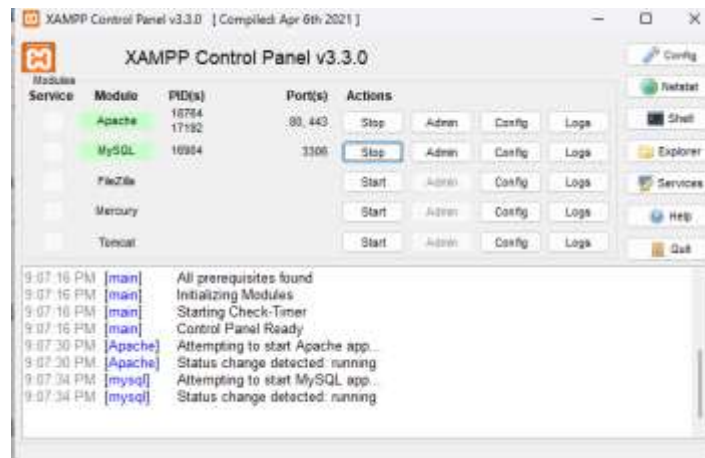 XAMPP Control Panel v3.3.0 [ Compiled: Apr 6th 2021 ]
XAMPP Control Panel v3.3.0
Config
Modules
Netstat
Service Module PID(s) Port(s) Actions
Apache 17192 80, 443 Stop Admin Config Logs Shell
MySQL 3306 Stop Admin Config Logs Explorer
FileZilla Start Admin Config Logs Services
Mercury Start Admin Config Logs Help
Tomcat Start Admin Config Logs Quit
9:07:16 PM [main] All prerequisites found
9:07:16 PM [main] Initializing Modules
9:07:16 PM [main] Starting Check-Timer
9:07:16 PM [main] Control Panel Ready
9:07:30 PM [Apache] Attempting to start Apache app...
9:07:30 PM [Apache] Status change detected: running
9:07:34 PM [mysql] Attempting to start MySQL app...
9:07:34 PM [mysql] Status change detected: running